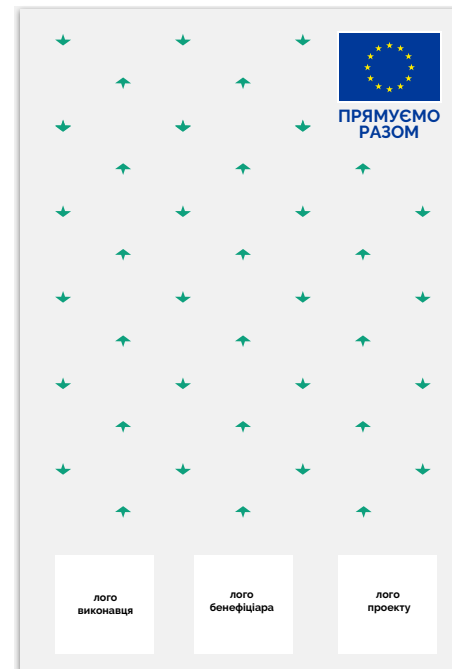 ПРЯМУЄМО
РАЗОМ
лого
виконавця
лого
бенефіціара
лого
проекту